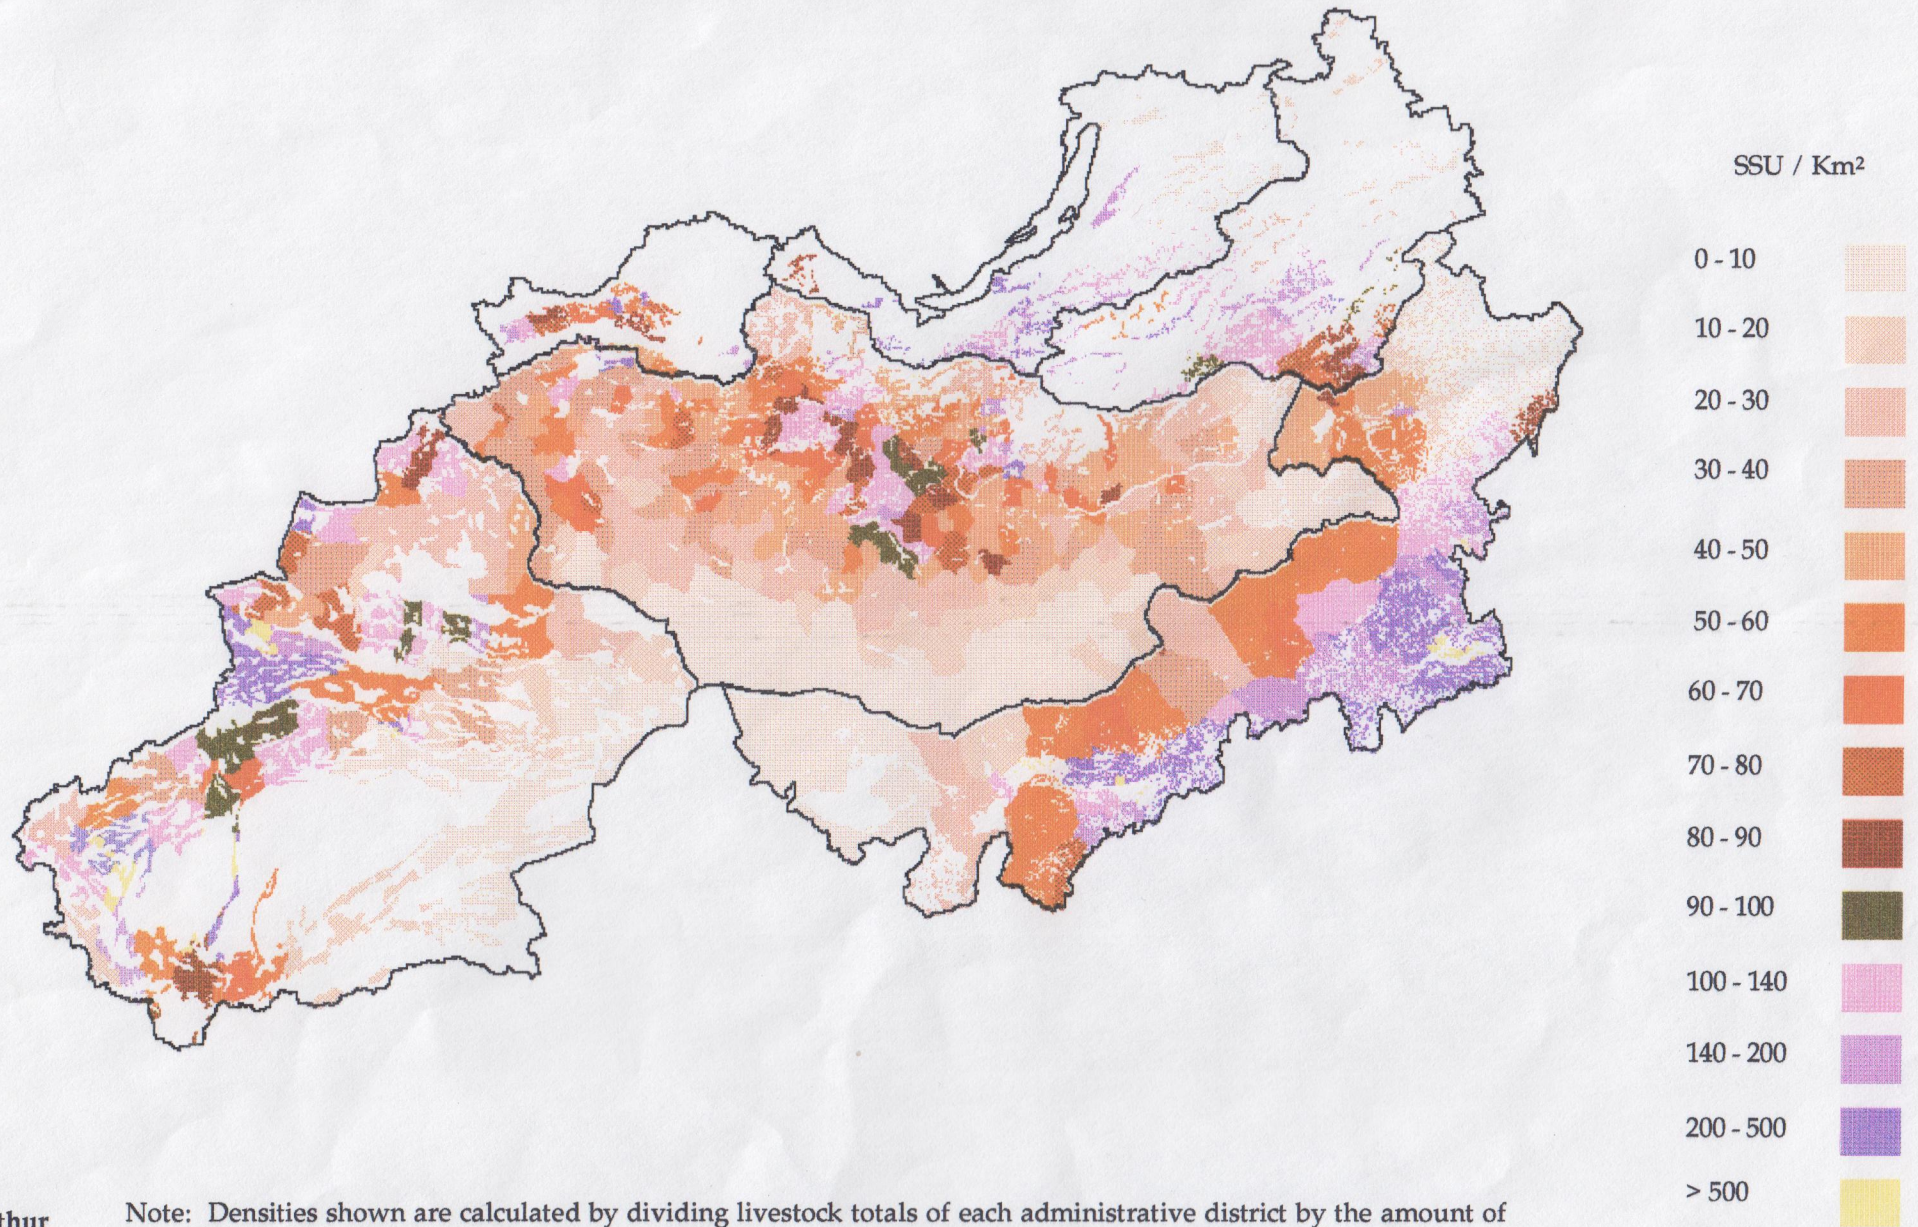 SSU / Km²
0 - 10
10 - 20
20 - 30
30 - 40
40 - 50
50 - 60
60 - 70
70 - 80
80 - 90
90 - 100
100 - 140
140 - 200
200 - 500
> 500
thur
Note: Densities shown are calculated by dividing livestock totals of each administrative district by the amount of